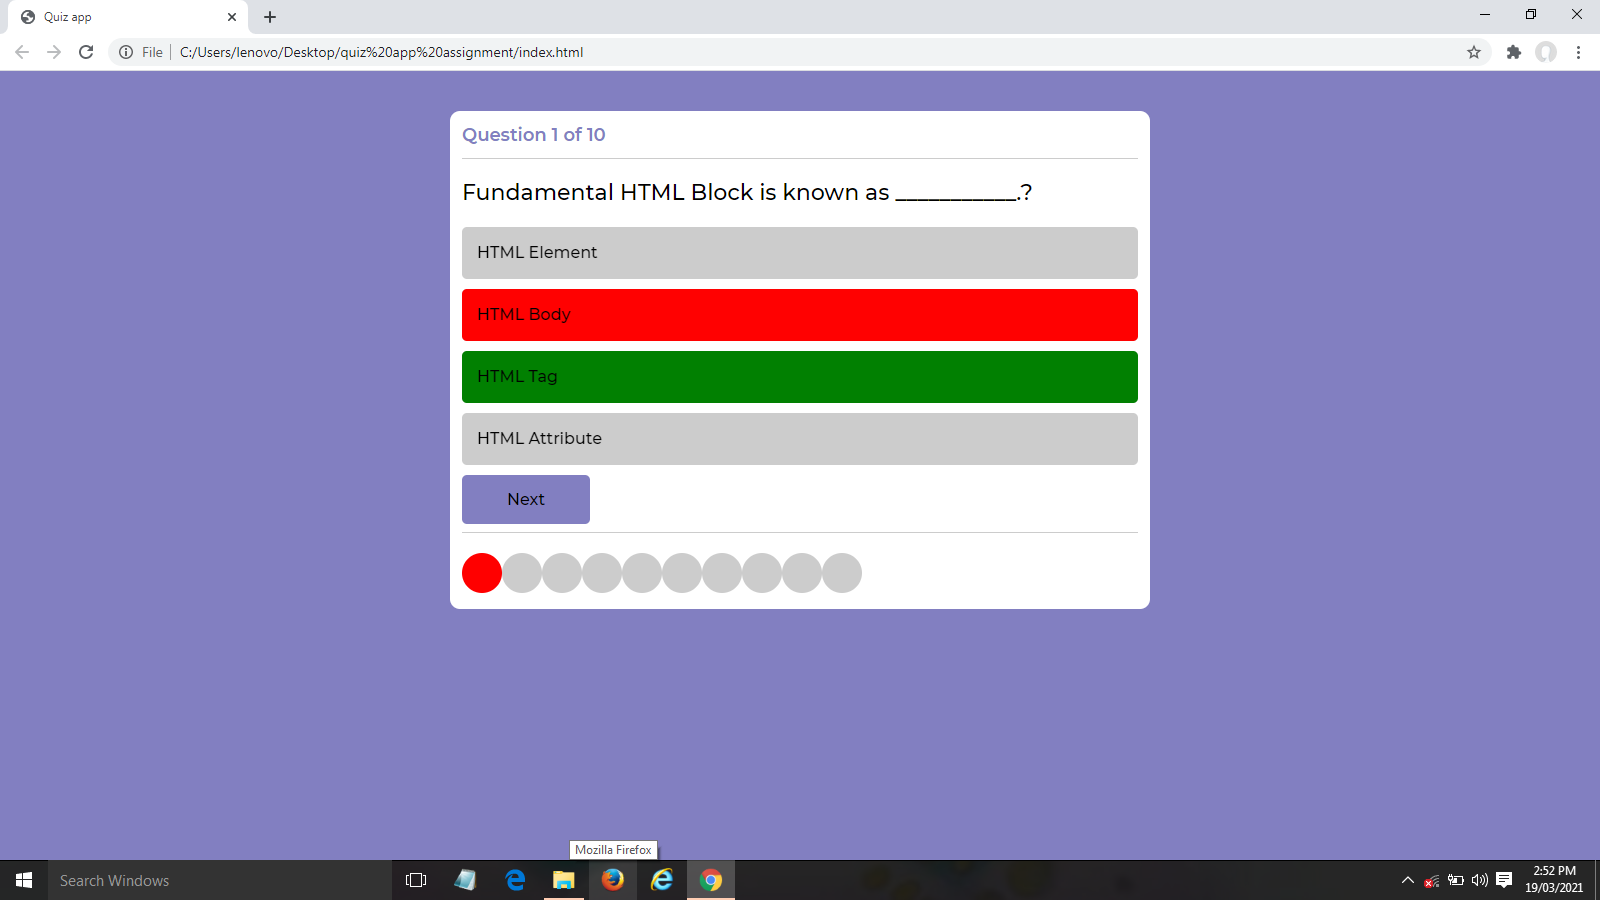 Quiz app
File C:/Users/lenovo/Desktop/quiz%20app%20assignment/index.html
Question 1 of 10
Fundamental HTML Block is known as ___________.?
HTML Element
HTML Body
HTML Tag
HTML Attribute
Next
Mozilla Firefox
Search Windows
2:52 PM
19/03/2021